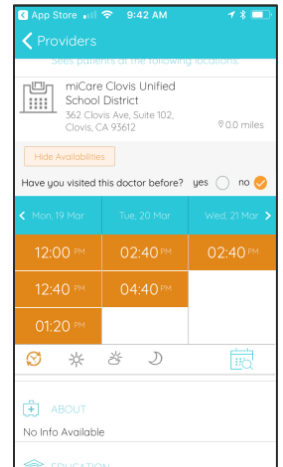 App Store
9:42 AM
Providers
Sees patients at the following locations.
miCare Clovis Unified
School District
362 Clovis Ave, Suite 102,
Clovis, CA 93612
0.0 miles
Hide Availabilities
Have you visited this doctor before? yes no
Mon, 19 Mar Tue, 20 Mar Wed, 21 Mar
12:00 PM 02:40 PM 02:40 PM
12:40 PM 04:40 PM
01:20 PM
ABOUT
No Info Available
EDUCATION